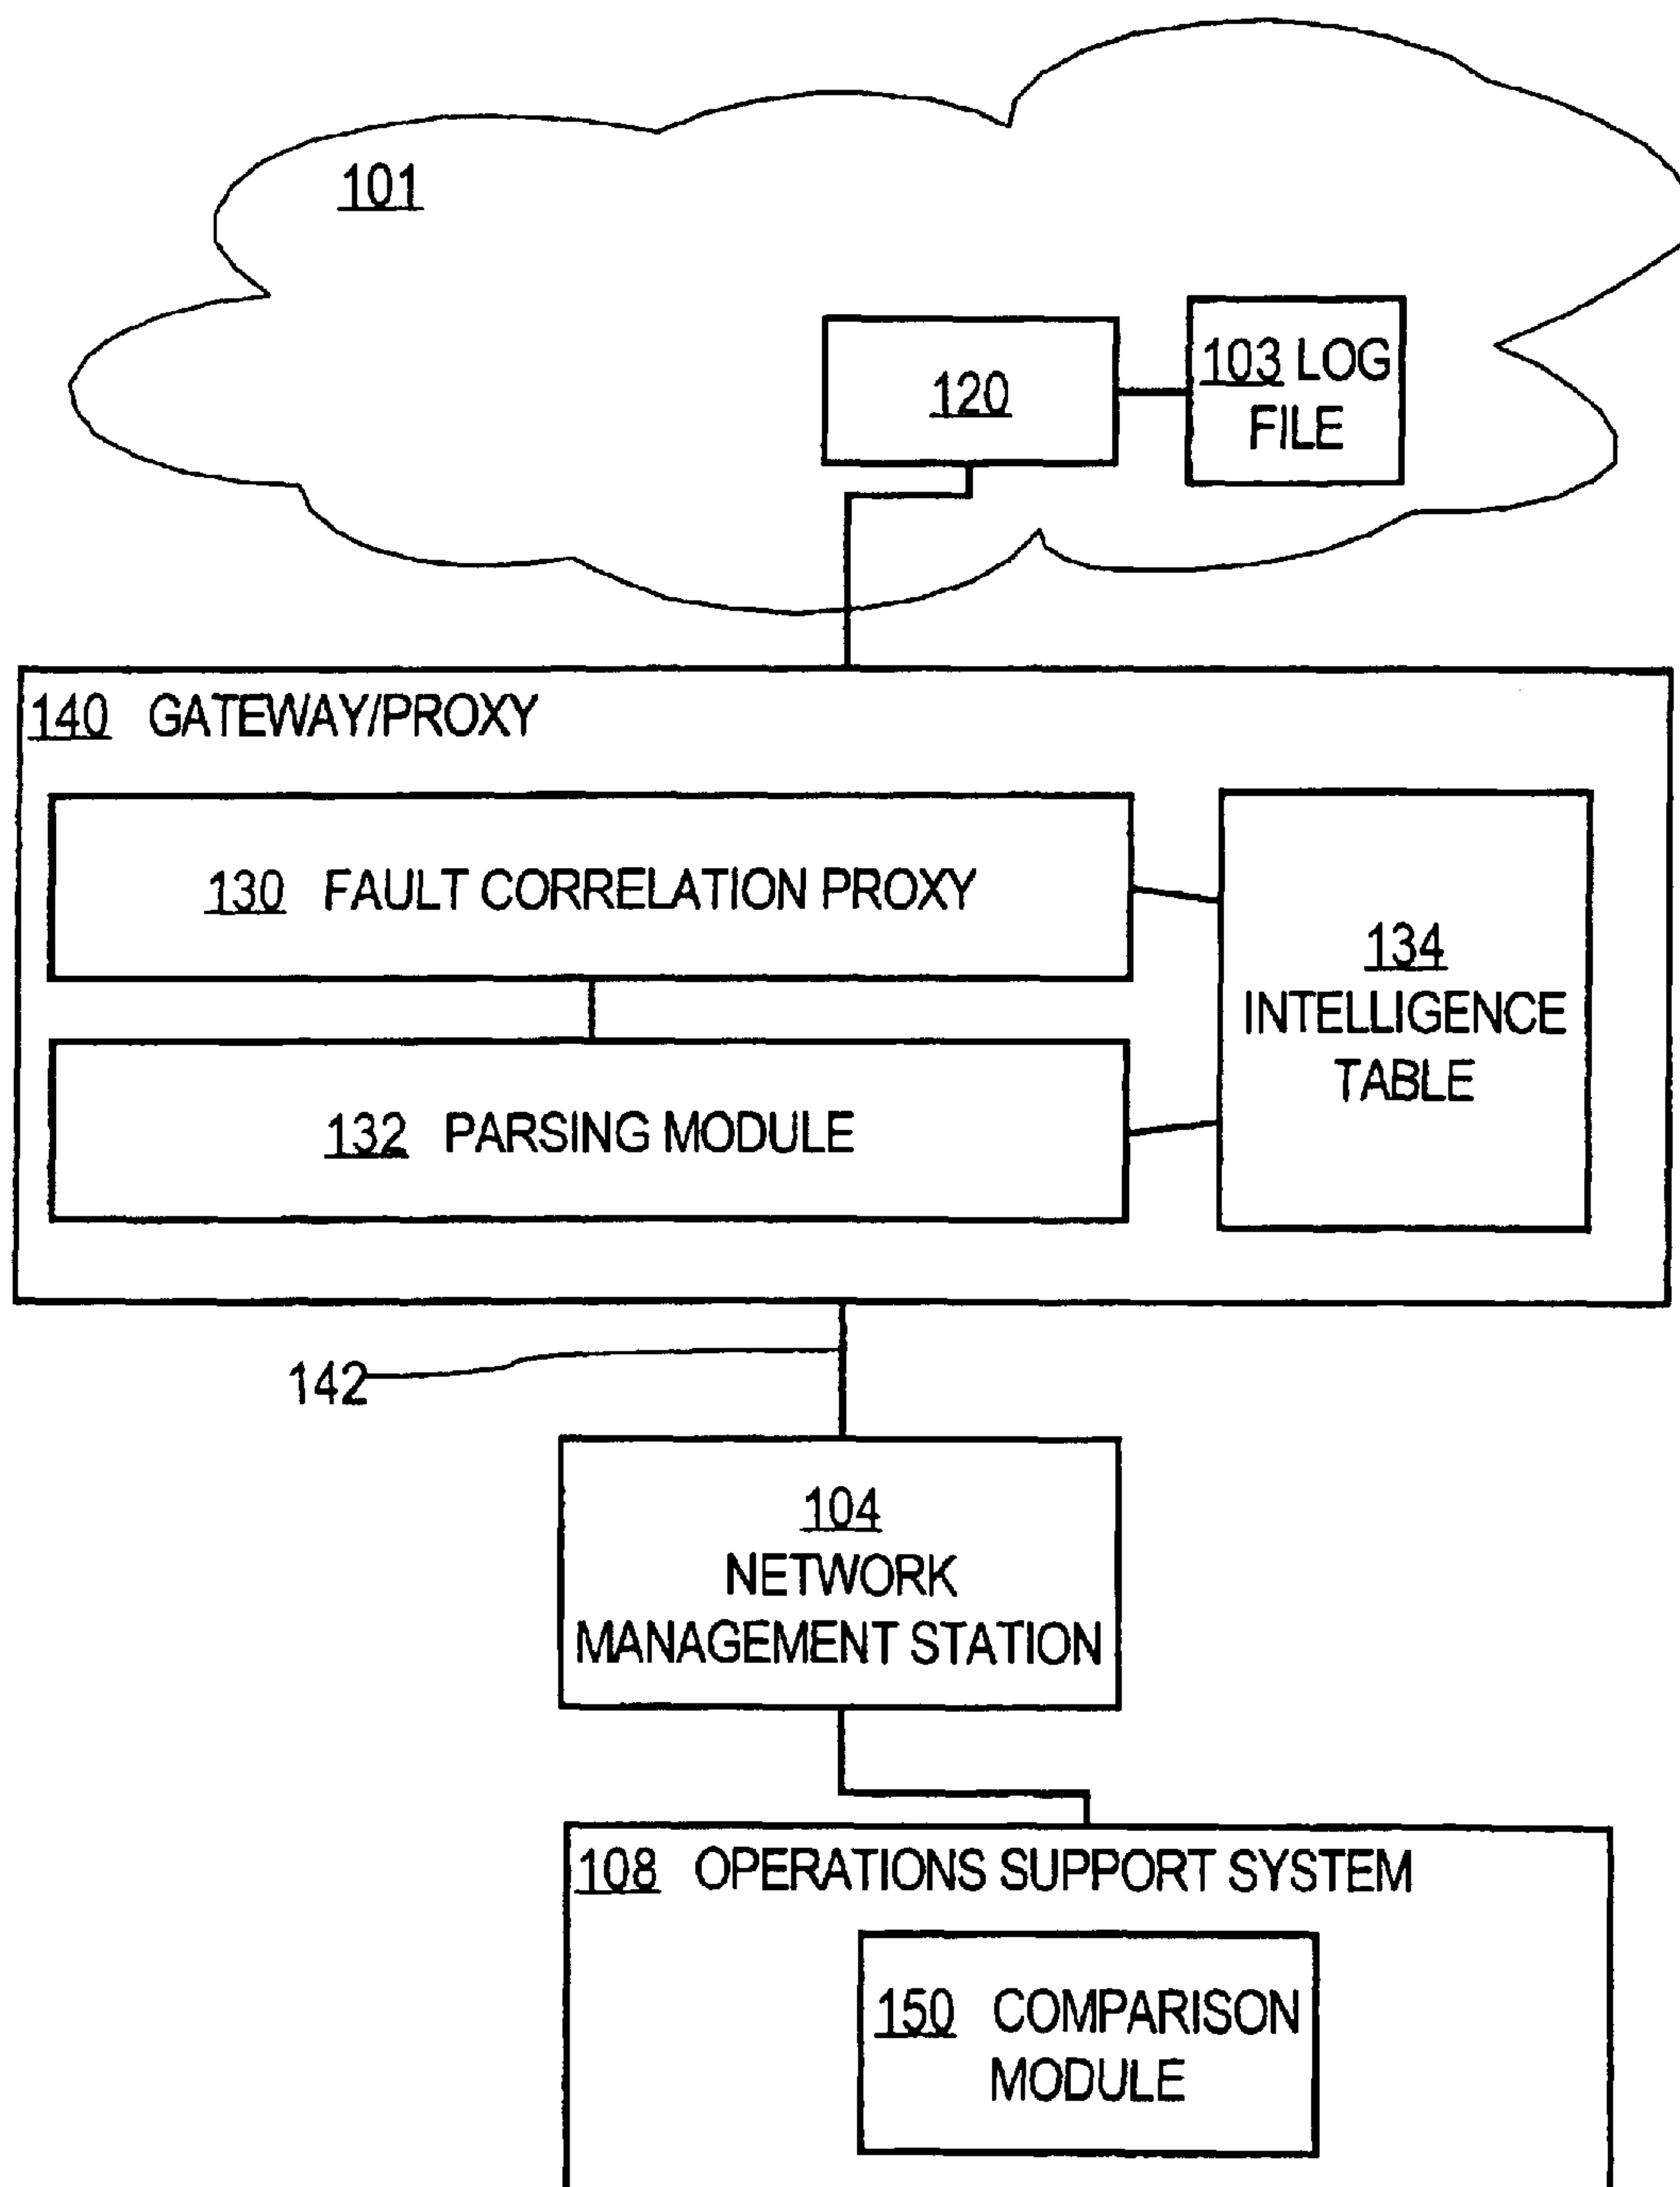 101
120
103 LOG
FILE
140 GATEWAY/PROXY
130 FAULT CORRELATION PROXY
134
INTELLIGENCE
TABLE
132 PARSING MODULE
142
104
NETWORK
MANAGEMENT STATION
108 OPERATIONS SUPPORT SYSTEM
150 COMPARISON
MODULE